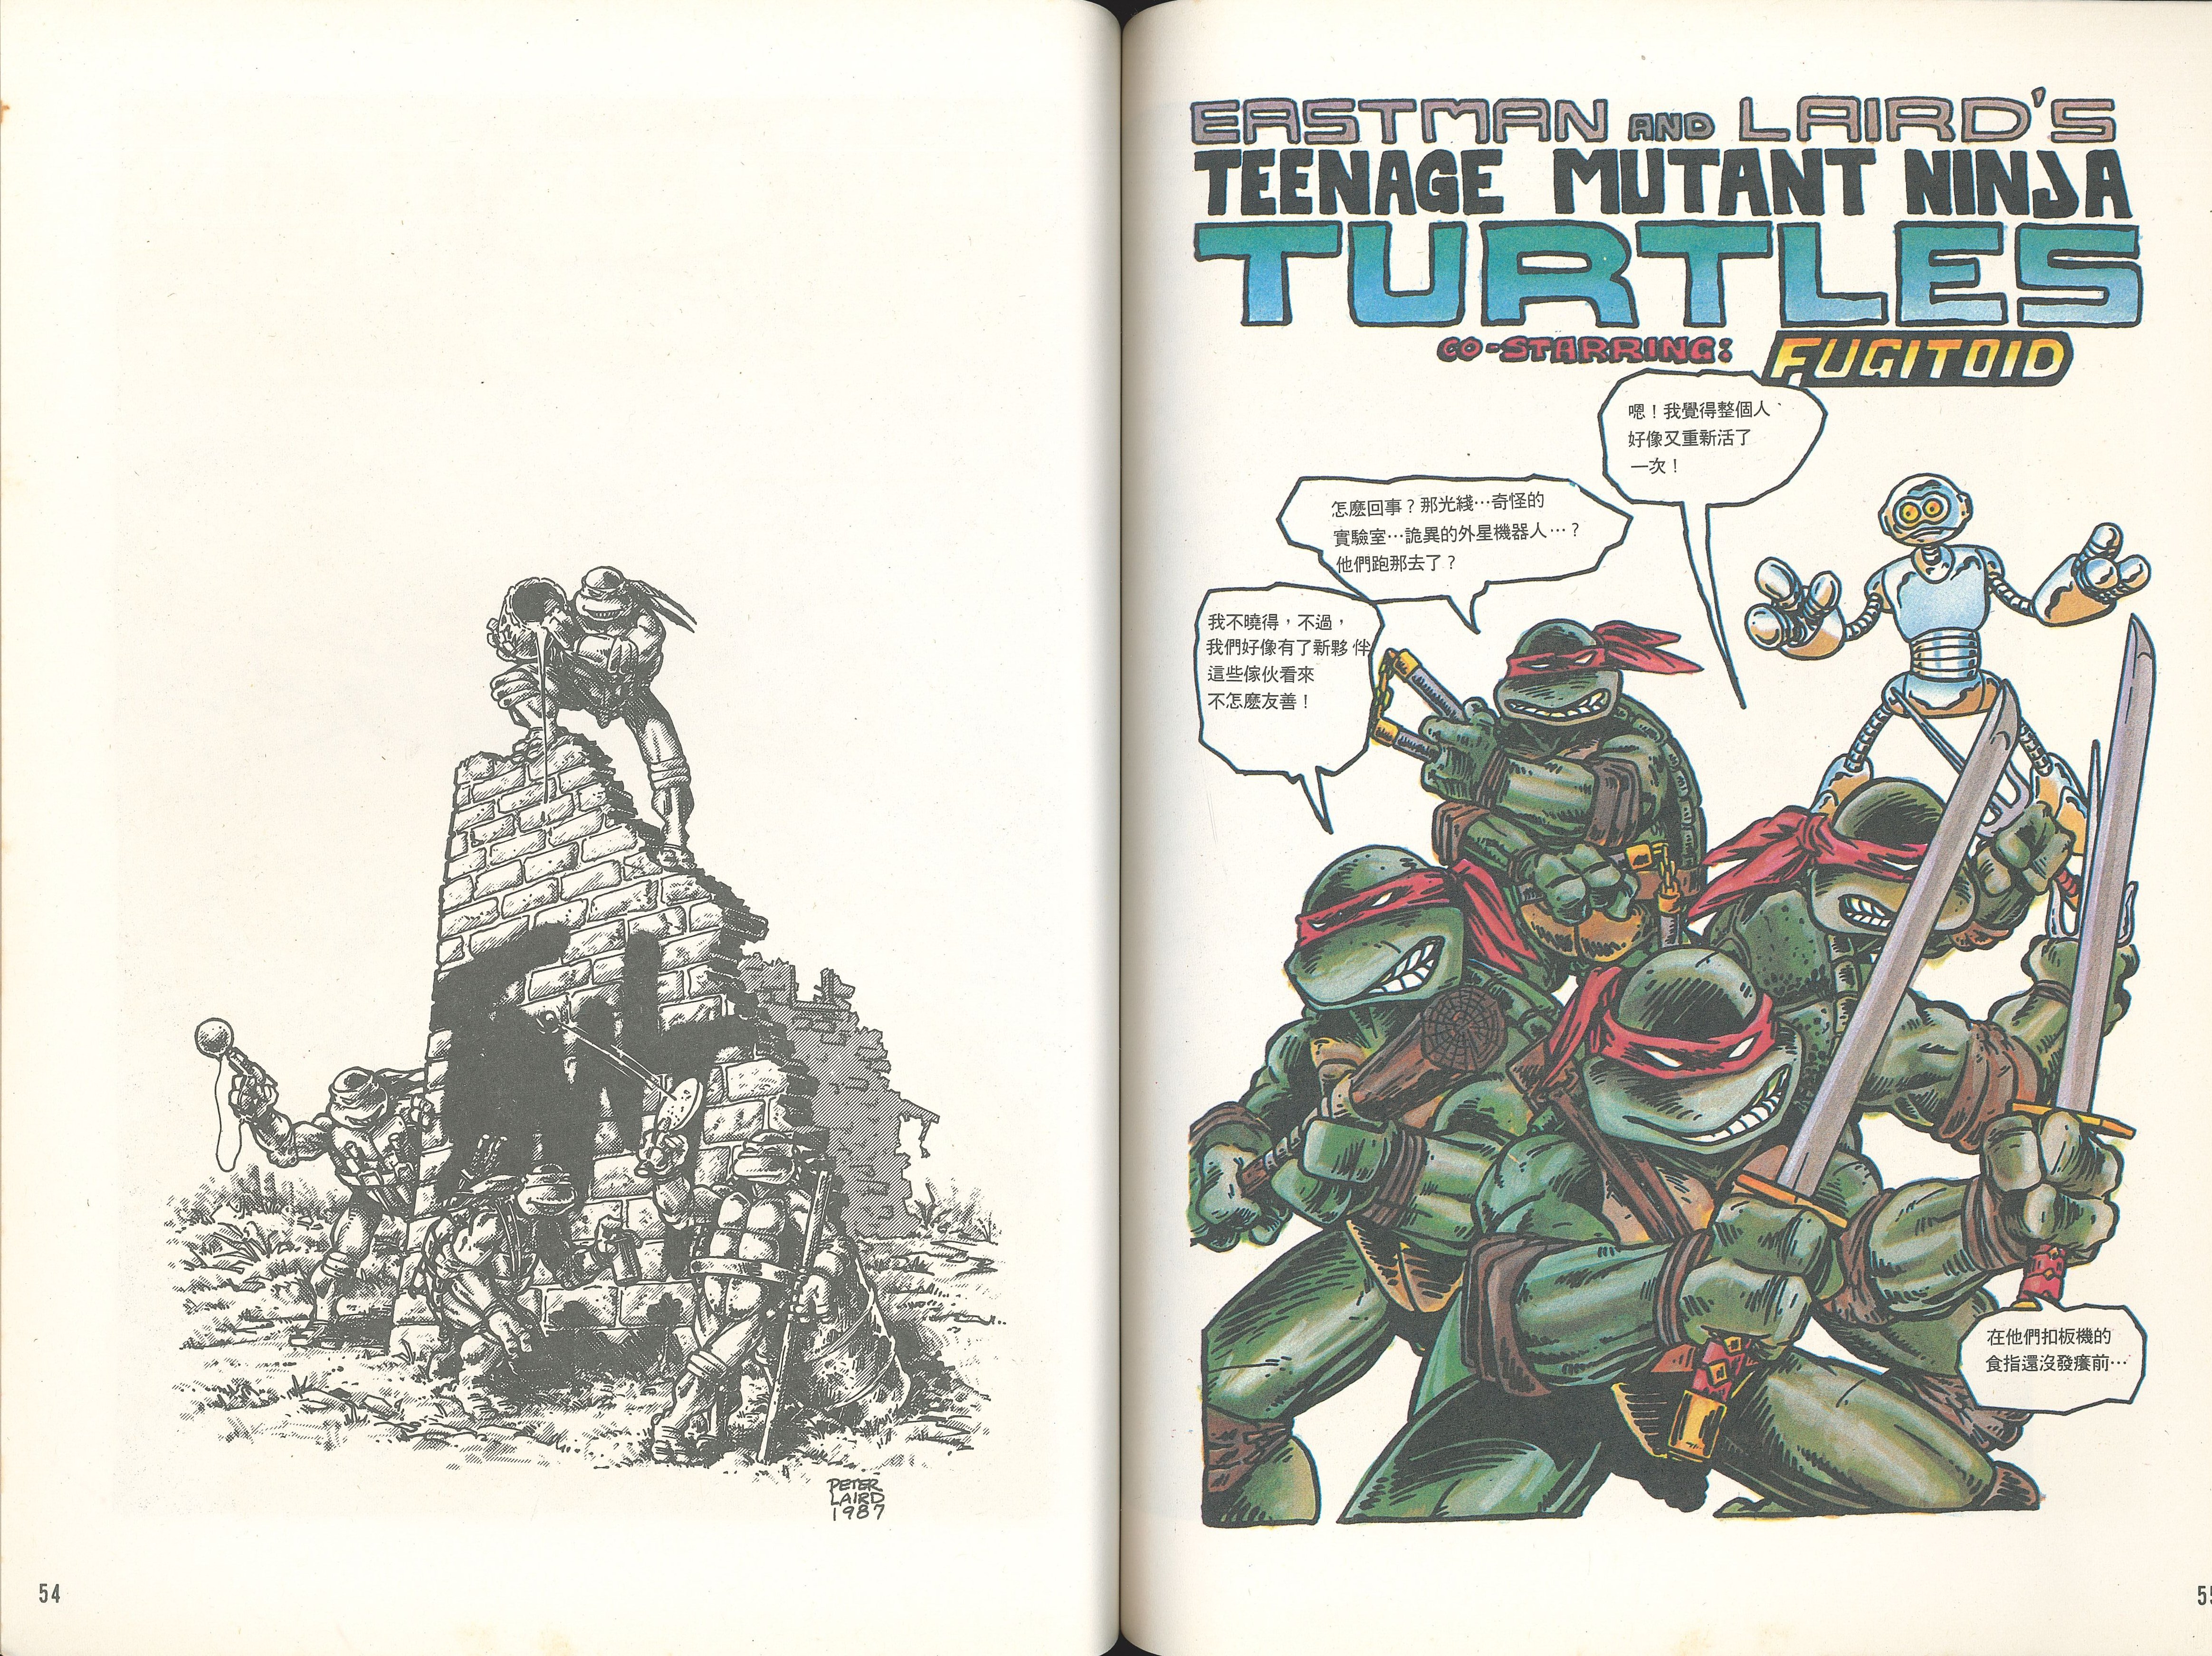 PETER
LAIRD
1987
54
EASTMAN AND LAIRD'S
TEENAGE MUTANT NINJA
TURTLES
CO-STARRING: FUGITOID
嗯！我覺得整個人、
好像又重新活了
一次！
怎麽回事？那光綫…奇怪的
實驗室…詭異的外星機器人…？
他們跑那去了？
我不曉得，不過，
我們好像有了新夥伴
這些傢伙看來
不怎麽友善！
在他們扣板機的
食指還沒發癢前…
55